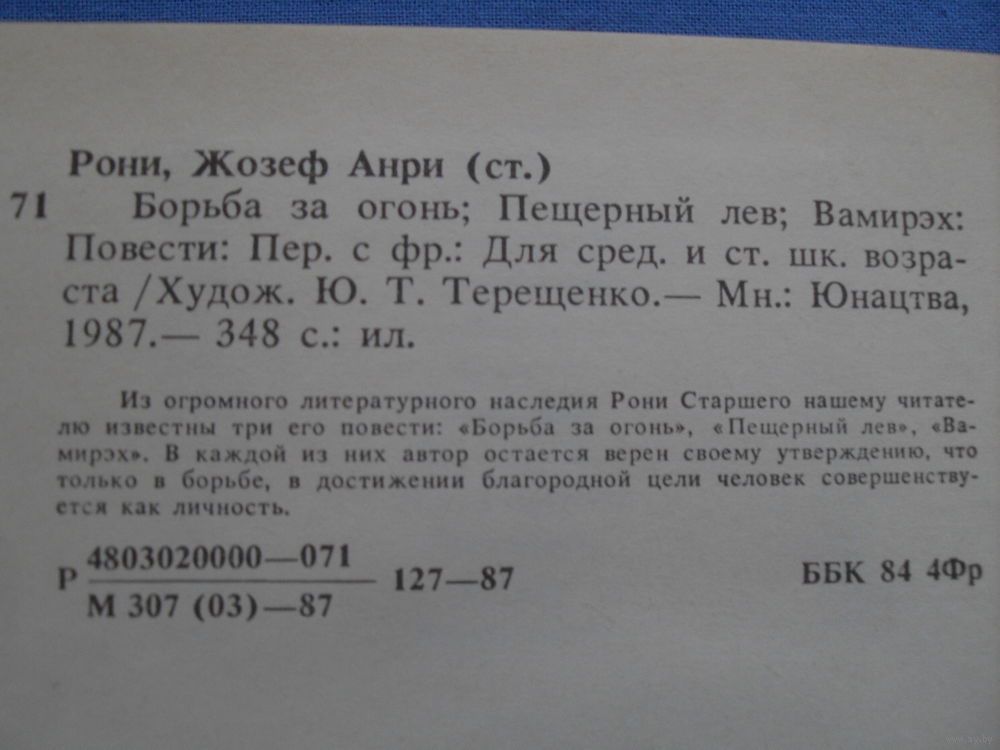 Рони, Жозеф Анри (ст.)
71 Борьба за огонь; Пещерный лев; Вамирэх:
Повести: Пер. с фр.: Для сред. и ст. шк. возра-
ста /Худож. Ю. Т. Терещенко.— Мн.: Юнацтва,
1987.— 348 с.: ил.
Из огромного литературного наследия Рони Старшего нашему читате-
лю известны три его повести: «Борьба за огонь», «Пещерный лев», «Ва-
мирэх». В каждой из них автор остается верен своему утверждению, что
только в борьбе, в достижении благородной цели человек совершенству-
ется как личность.
Р 4803020000—071 127—87 ББК 84 4Фр
М 307 (03)—87
www.ay.by